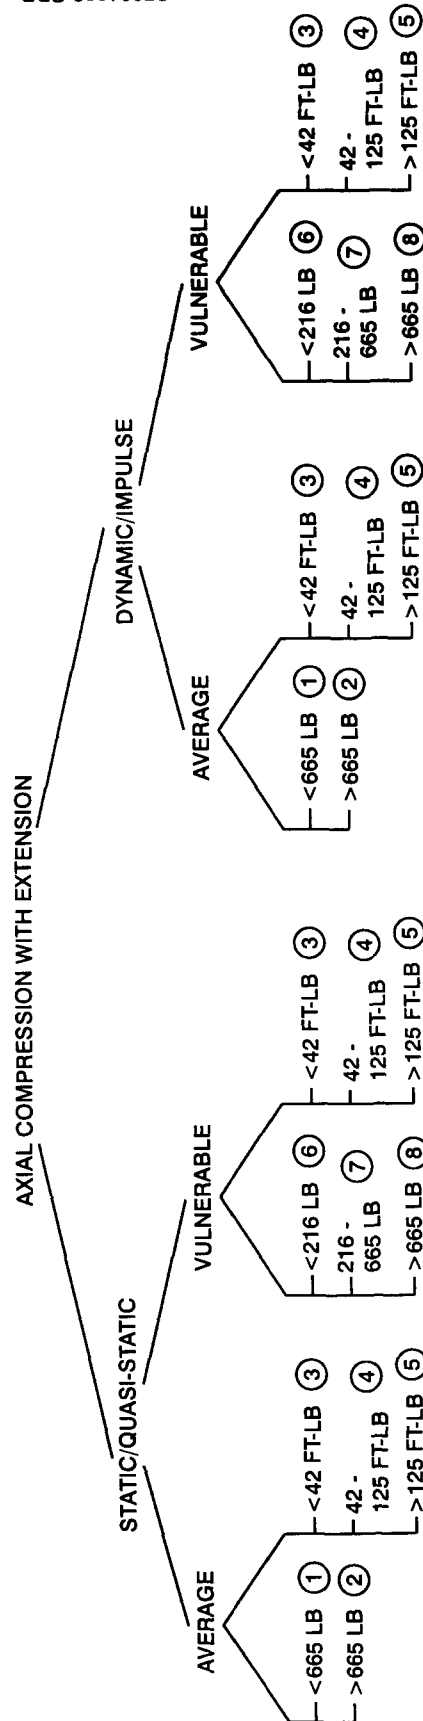 AXIAL COMPRESSION WITH EXTENSION
STATIC/QUASI-STATIC
DYNAMIC/IMPULSE
AVERAGE
VULNERABLE
AVERAGE
VULNERABLE
<665 LB 1
>665 LB 2
<42 FT-LB 3
42 -
125 FT-LB 4
>125 FT-LB 5
<216 LB 6
216 -
665 LB 7
>665 LB 8
<42 FT-LB 3
42 -
125 FT-LB 4
>125 FT-LB 5
<665 LB 1
>665 LB 2
<42 FT-LB 3
42 -
125 FT-LB 4
>125 FT-LB 5
<216 LB 6
216 -
665 LB 7
>665 LB 8
<42 FT-LB 3
42 -
125 FT-LB 4
>125 FT-LB 5